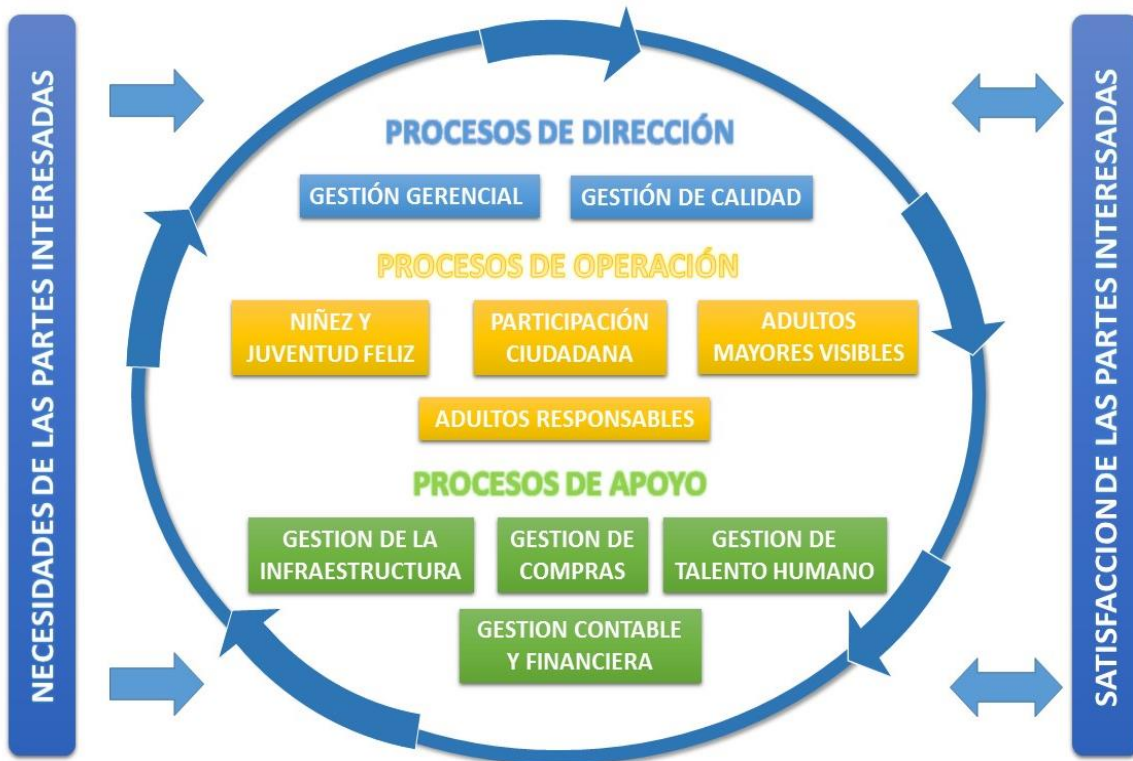 NECESIDADES DE LAS PARTES INTERESADAS
PROCESOS DE DIRECCIÓN
GESTIÓN GERENCIAL
GESTIÓN DE CALIDAD
PROCESOS DE OPERACIÓN
NIÑEZ Y
JUVENTUD FELIZ
PARTICIPACIÓN
CIUDADANA
ADULTOS
MAYORES VISIBLES
ADULTOS RESPONSABLES
PROCESOS DE APOYO
GESTION DE LA
INFRAESTRUCTURA
GESTION DE
COMPRAS
GESTION DE
TALENTO HUMANO
GESTION CONTABLE
Y FINANCIERA
SATISFACCION DE LAS PARTES INTERESADAS